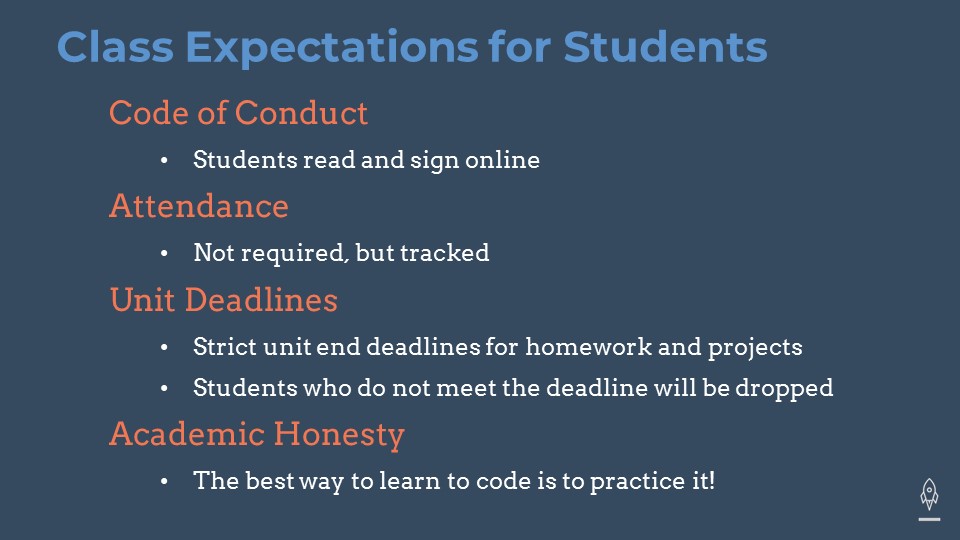 Class Expectations for Students
Code of Conduct
• Students read and sign online
Attendance
• Not required, but tracked
Unit Deadlines
• Strict unit end deadlines for homework and projects
• Students who do not meet the deadline will be dropped
Academic Honesty
• The best way to learn to code is to practice it!